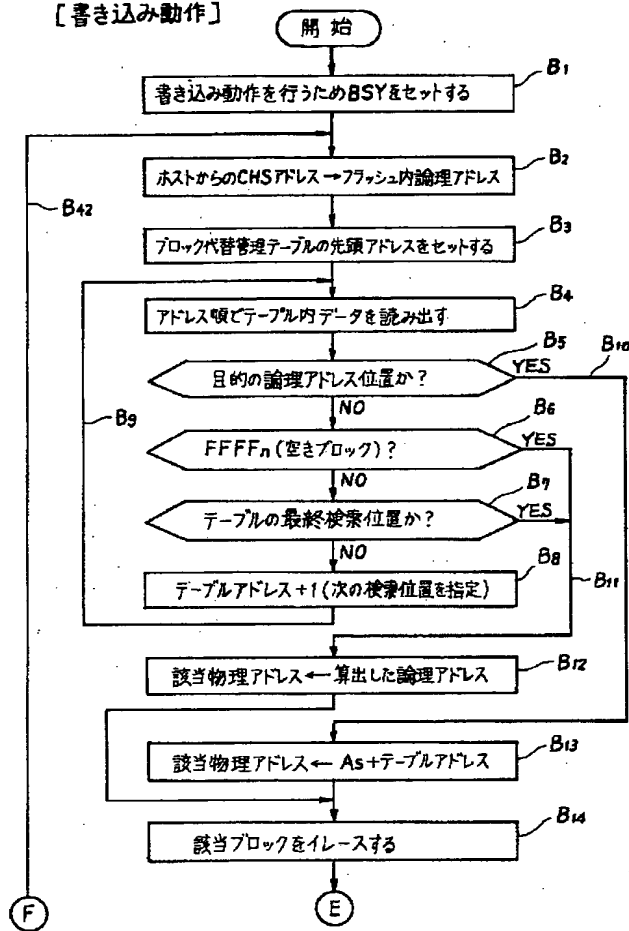 [書き込み動作]
開始
書き込み動作を行うためBSYをセットする
B1
ホストからのCHSアドレス→フラッシュ内論理アドレス
B2
B42
ブロック代替管理テーブルの先頭アドレスをセットする
B3
アドレス順でテーブル内データを読み出す
B4
目的の論理アドレス位置か?
B5
YES
B10
NO
B9
FFFFn(空きブロック)?
B6
YES
NO
テーブルの最終検索位置か?
B7
YES
NO
テーブルアドレス+1(次の検索位置を指定)
B8
B11
該当物理アドレス←算出した論理アドレス
B12
該当物理アドレス← As+テーブルアドレス
B13
該当ブロックをイレースする
B14
F
E